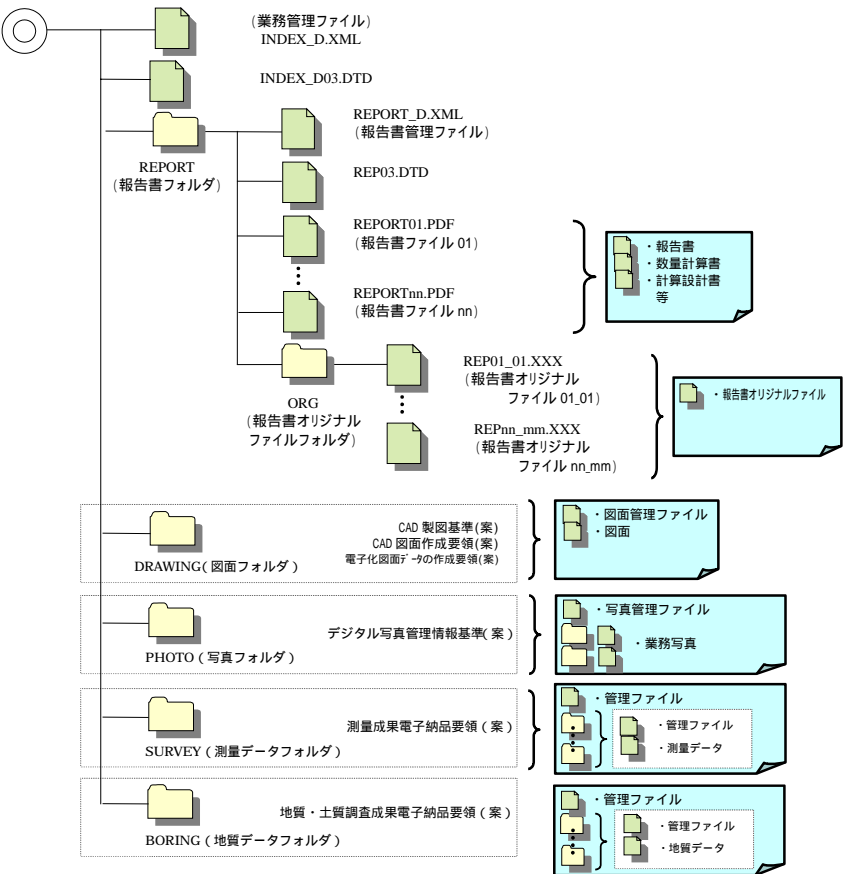 (業務管理ファイル)
INDEX_D.XML
INDEX_D03.DTD
REPORT
(報告書フォルダ)
REPORT_D.XML
(報告書管理ファイル)
REP03.DTD
REPORT01.PDF
(報告書ファイル 01)
REPORTnn.PDF
(報告書ファイル nn)
・報告書
・数量計算書
・計算設計書
等
ORG
(報告書オリジナル
ファイルフォルダ)
REP01_01.XXX
(報告書オリジナル
ファイル 01_01)
REPnn_mm.XXX
(報告書オリジナル
ファイル nn_mm)
・報告書オリジナルファイル
DRAWING(図面フォルダ)
CAD 製図基準(案)
CAD 図面作成要領(案)
電子化図面データの作成要領(案)
・図面管理ファイル
・図面
PHOTO(写真フォルダ)
デジタル写真管理情報基準(案)
・写真管理ファイル
・業務写真
SURVEY(測量データフォルダ)
測量成果電子納品要領(案)
・管理ファイル
・管理ファイル
・測量データ
BORING(地質データフォルダ)
地質・土質調査成果電子納品要領(案)
・管理ファイル
・管理ファイル
・地質データ